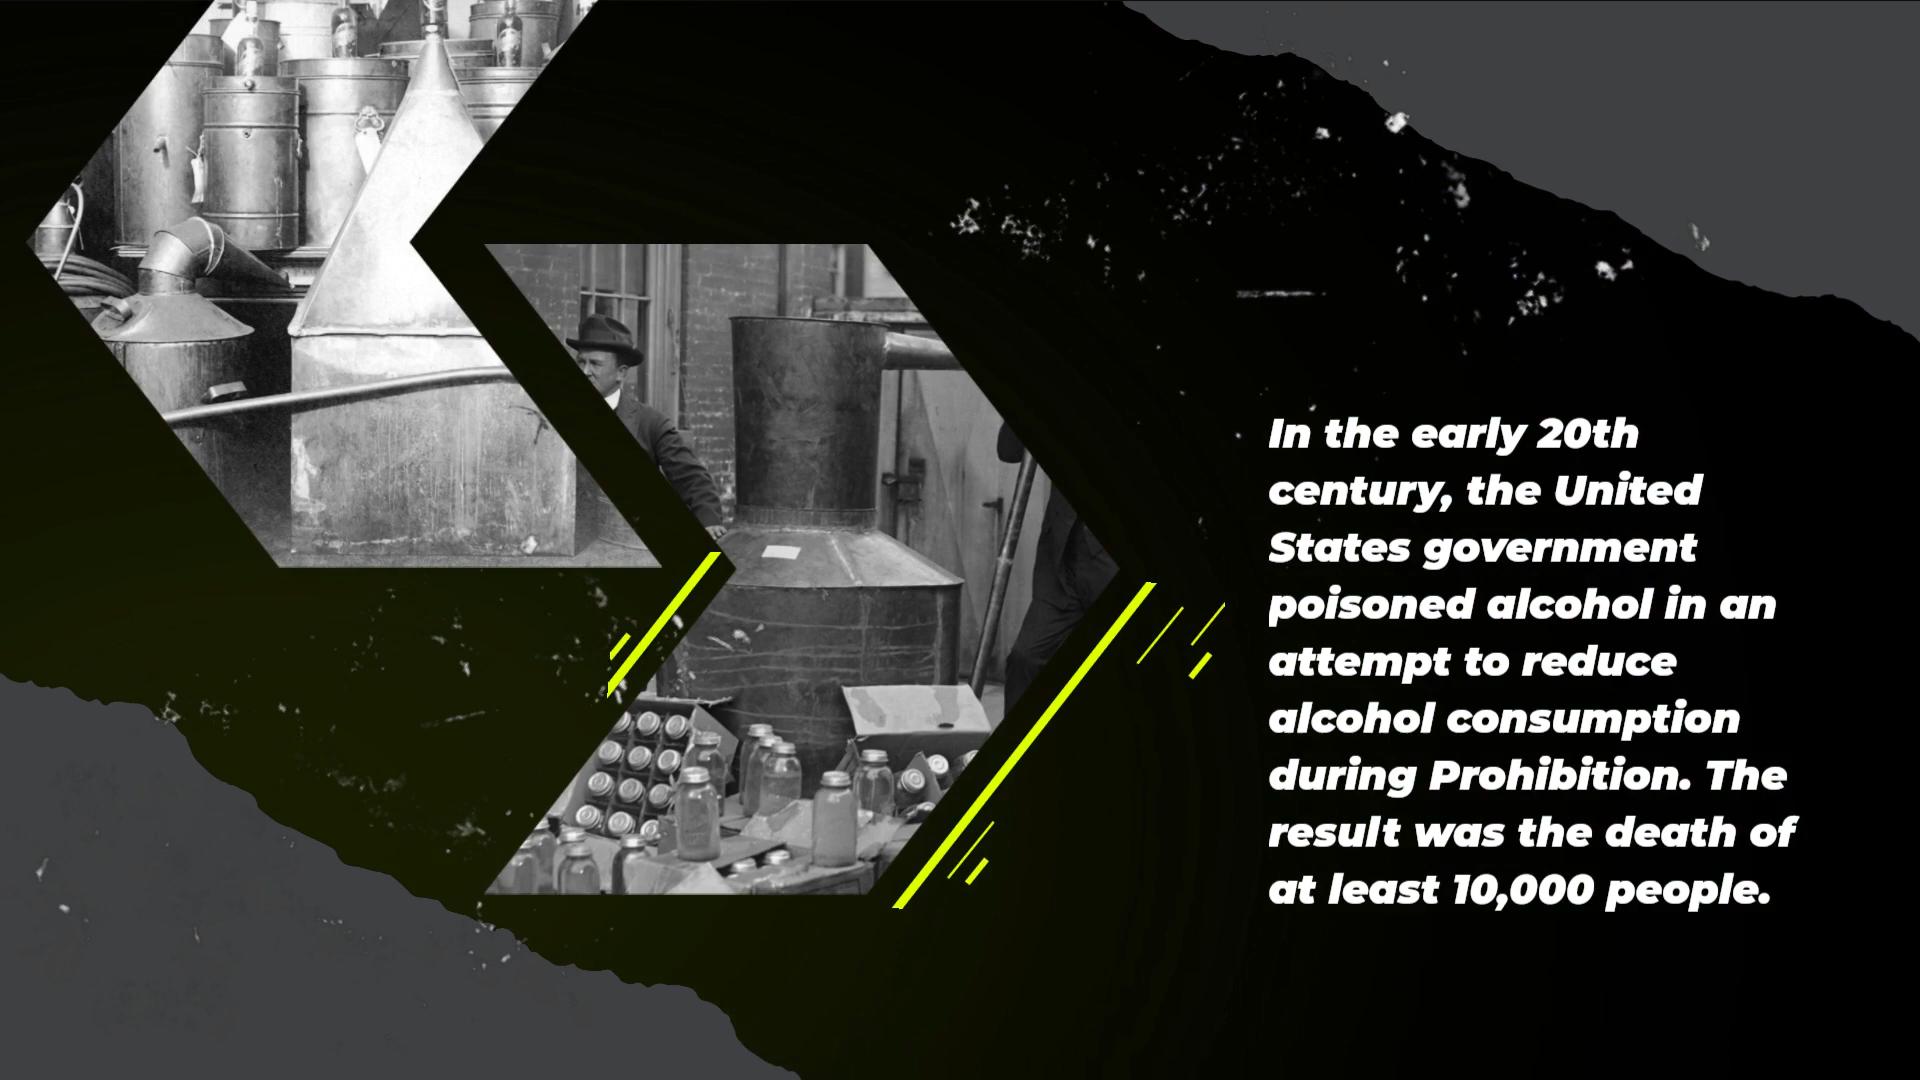 In the early 20th
century, the United
States government
poisoned alcohol in an
attempt to reduce
alcohol consumption
during Prohibition. The
result was the death of
at least 10,000 people.